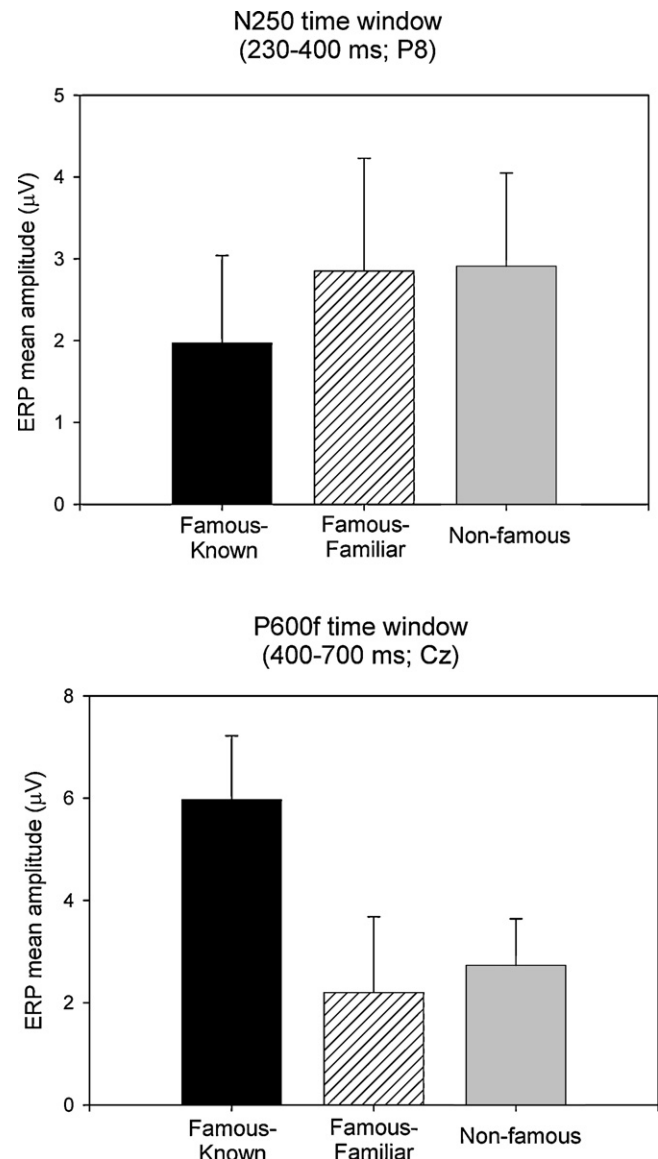 N250 time window
(230-400 ms; P8)
5
4
3
2
1
0
ERP mean amplitude (μV)
Famous-
Known
Famous-
Familiar
Non-famous
P600f time window
(400-700 ms; Cz)
8
6
4
2
0
ERP mean amplitude (μV)
Famous-
Known
Famous-
Familiar
Non-famous